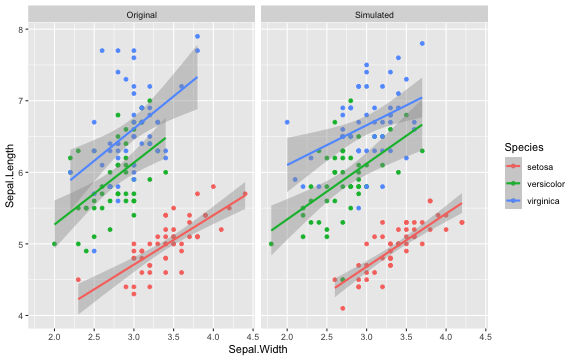 Original
Simulated
8
7
6
5
4
Sepal.Length
2.0 2.5 3.0 3.5 4.0 4.5
2.0 2.5 3.0 3.5 4.0 4.5
Sepal.Width
Species
setosa
versicolor
virginica